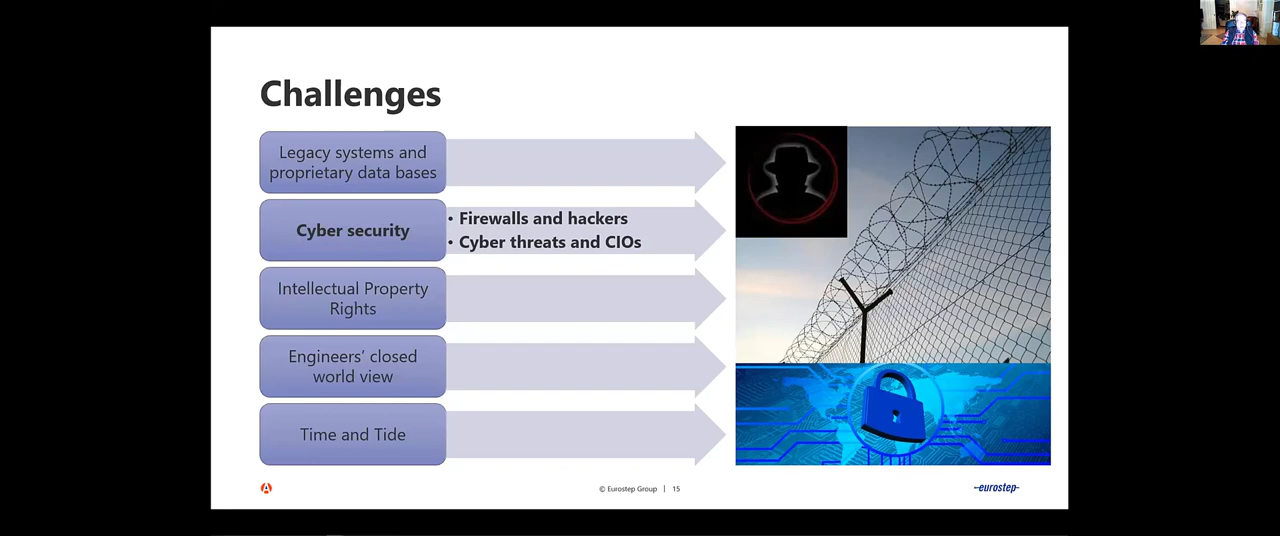 Challenges
Legacy systems and
proprietary data bases
Cyber security
• Firewalls and hackers
• Cyber threats and CIOs
Intellectual Property
Rights
Engineers’ closed
world view
Time and Tide
© Eurostep Group | 15
eurostep